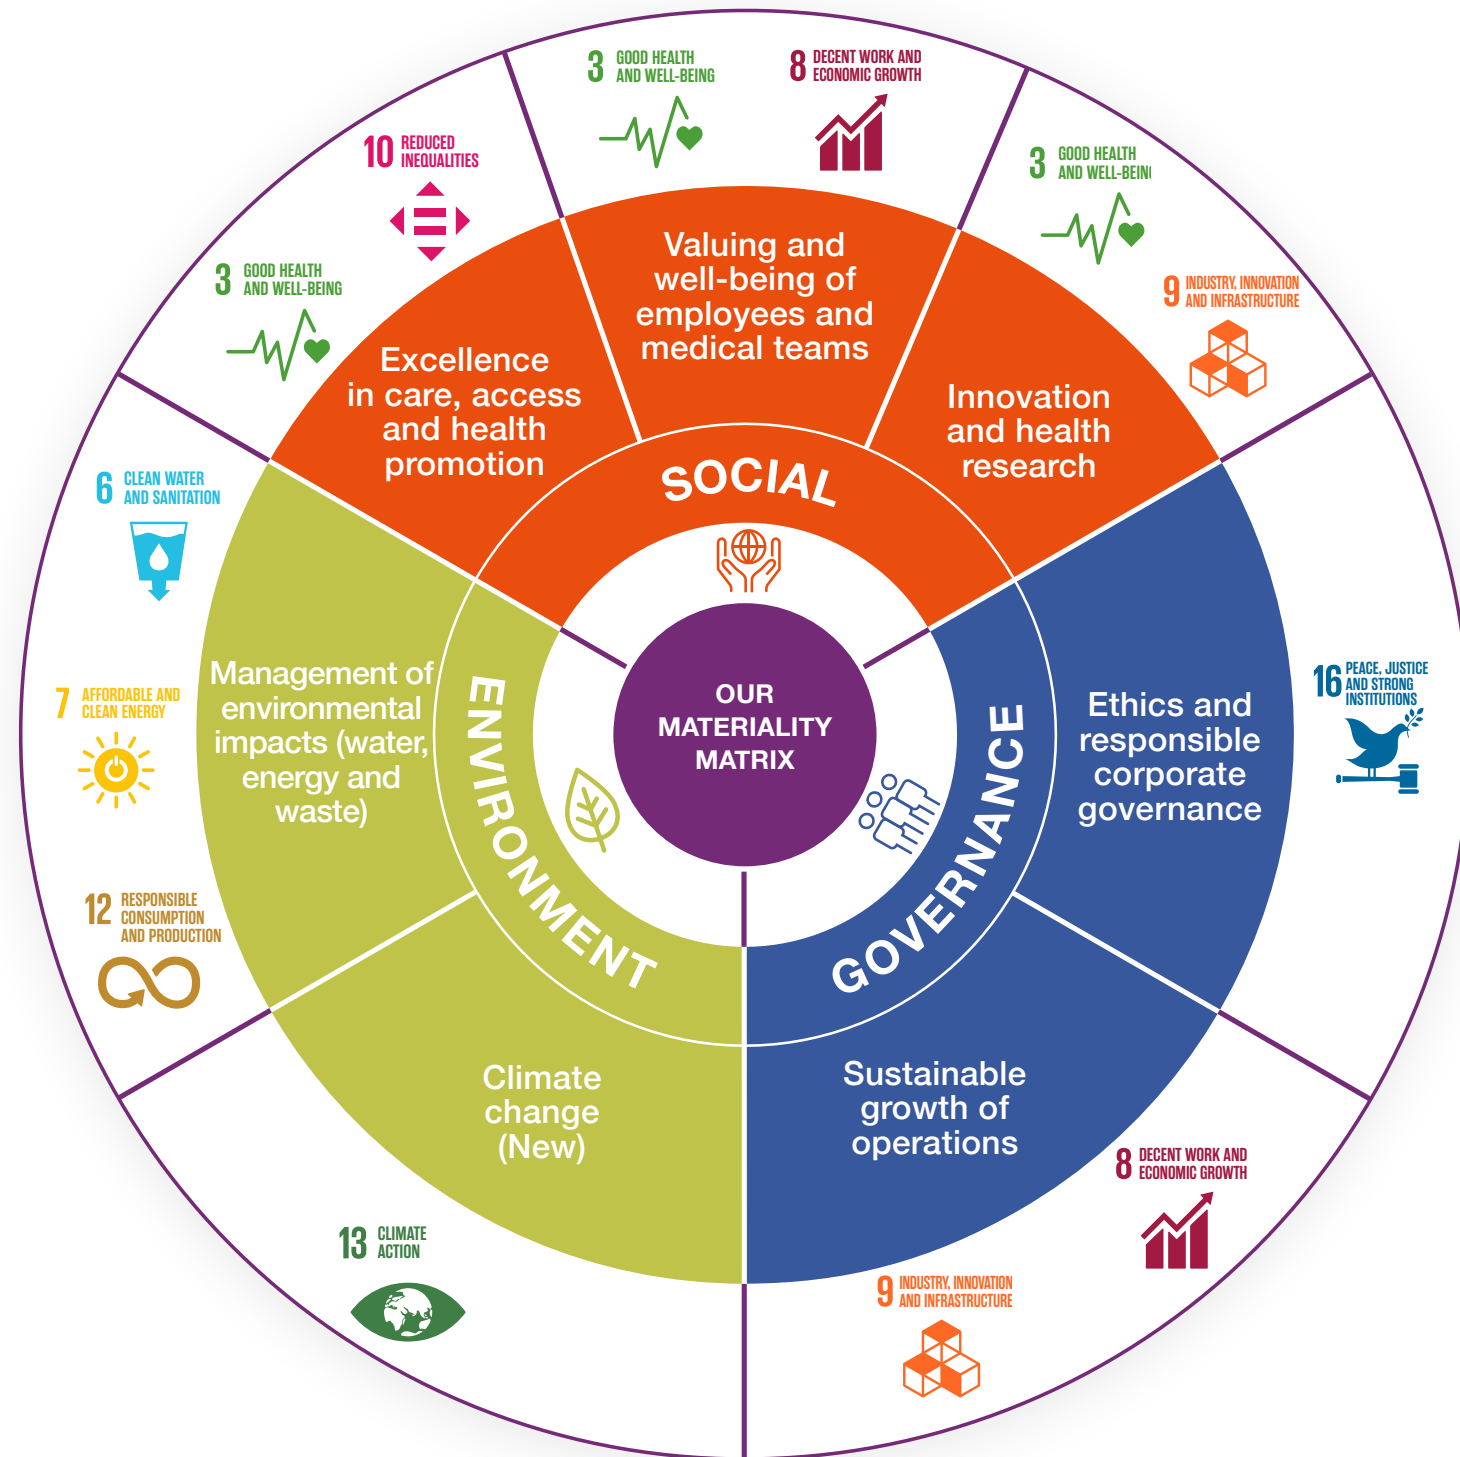 3 GOOD HEALTH
AND WELL-BEING
8 DECENT WORK AND
ECONOMIC GROWTH
10 REDUCED
INEQUALITIES
3 GOOD HEALTH
AND WELL-BEING
3 GOOD HEALTH
AND WELL-BEIN
9 INDUSTRY, INNOVATION
AND INFRASTRUCTURE
Valuing and
well-being of
employees and
medical teams
Excellence
in care, access
and health
promotion
Innovation
and health
research
SOCIAL
6 CLEAN WATER
AND SANITATION
7 AFFORDABLE AND
CLEAN ENERGY
12 RESPONSIBLE
CONSUMPTION
AND PRODUCTION
Management of
environmental
impacts (water,
energy and
waste)
ENVIRONMENT
OUR
MATERIALITY
MATRIX
GOVERNANCE
Ethics and
responsible
corporate
governance
16 PEACE, JUSTICE
AND STRONG
INSTITUTIONS
Climate
change
(New)
Sustainable
growth of
operations
13 CLIMATE
ACTION
8 DECENT WORK AND
ECONOMIC GROWTH
9 INDUSTRY, INNOVATION
AND INFRASTRUCTURE